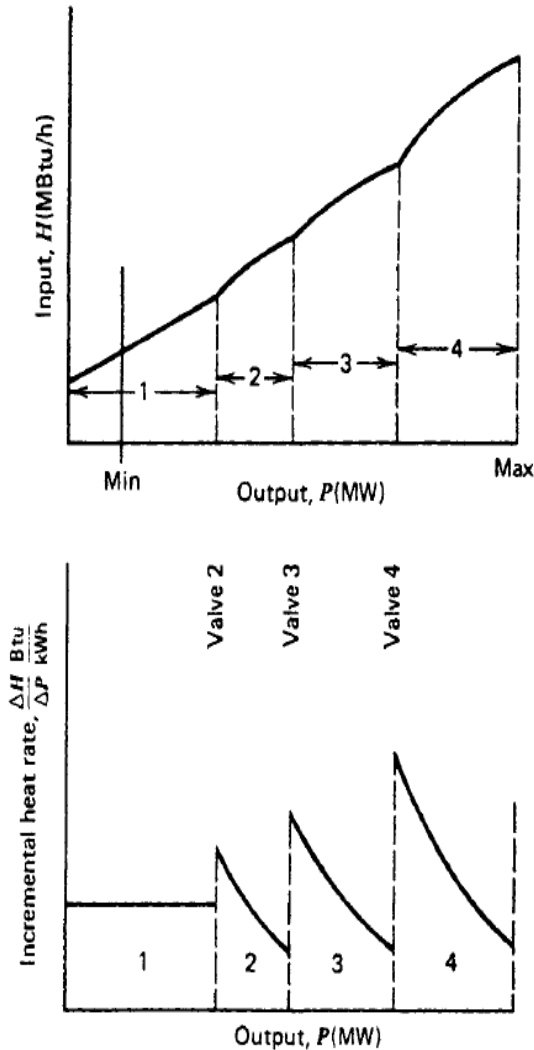 Input, H(MBtu/h)
1
2
3
4
Min
Max
Output, P(MW)
Incremental heat rate, ΔH/ΔP Btu/kWh
Valve 2
Valve 3
Valve 4
1
2
3
4
Output, P(MW)